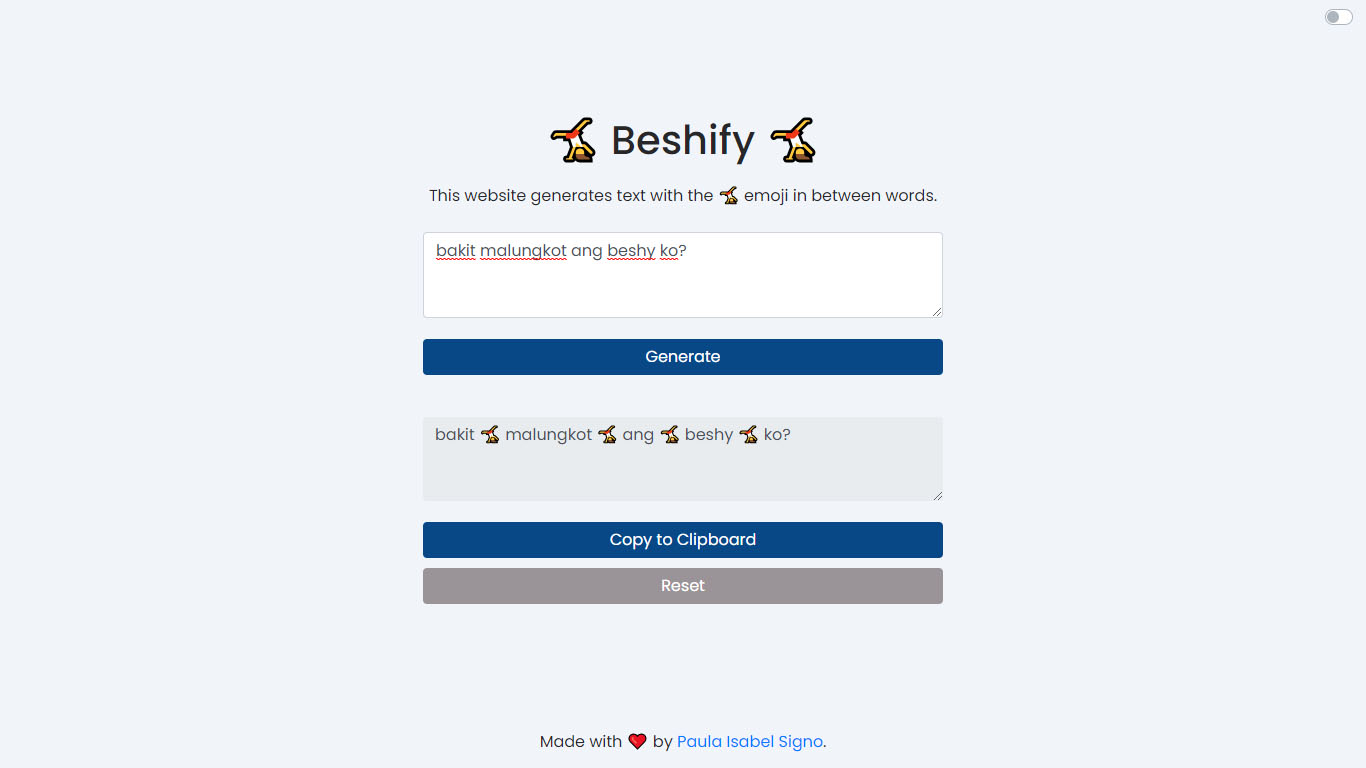 🤸 Beshify 🤸
This website generates text with the 🤸 emoji in between words.
bakit malungkot ang beshy ko?
Generate
bakit 🤸 malungkot 🤸 ang 🤸 beshy 🤸 ko?
Copy to Clipboard
Reset
Made with ❤️ by Paula Isabel Signo.